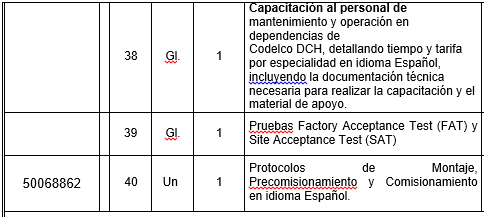 Capacitación al personal de
mantenimiento y operación en
dependencias de
Codelco DCH, detallando tiempo y tarifa
38 Gl. 1 por especialidad en idioma Español,
incluyendo la documentación técnica
necesaria para realizar la capacitación y el
material de apoyo.
39 Gl. 1 Pruebas Factory Acceptance Test (FAT) y
Site Acceptance Test (SAT)
Protocolos de Montaje,
50068862 40 Un 1 Precomisionamiento y Comisionamiento
en idioma Español.